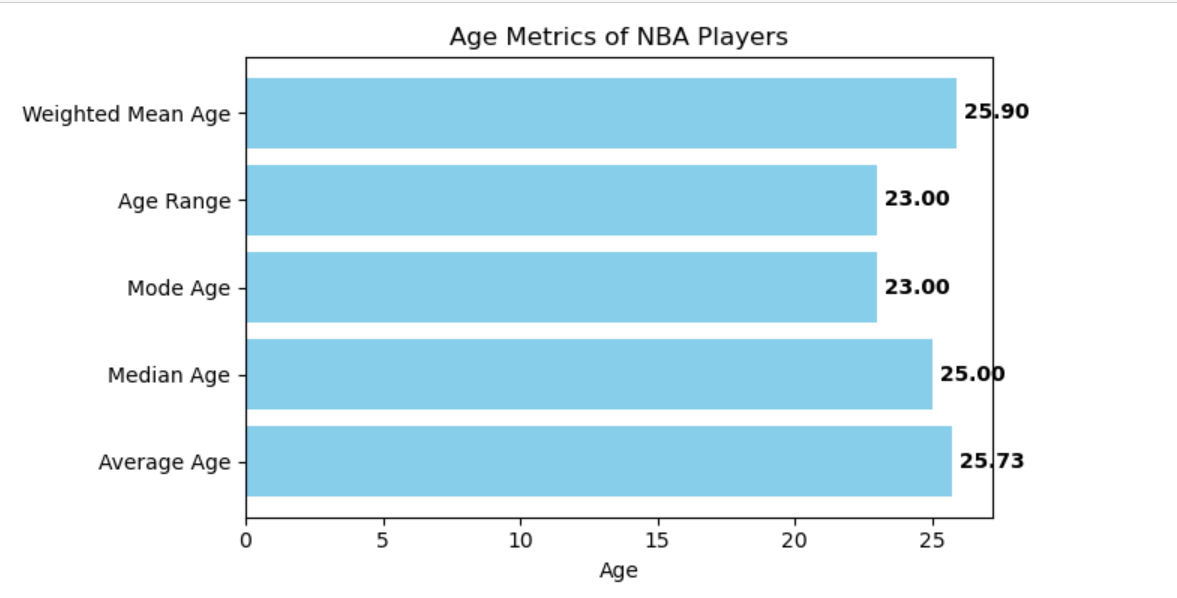 Age Metrics of NBA Players
Weighted Mean Age 25.90
Age Range 23.00
Mode Age 23.00
Median Age 25.00
Average Age 25.73
0 5 10 15 20 25
Age